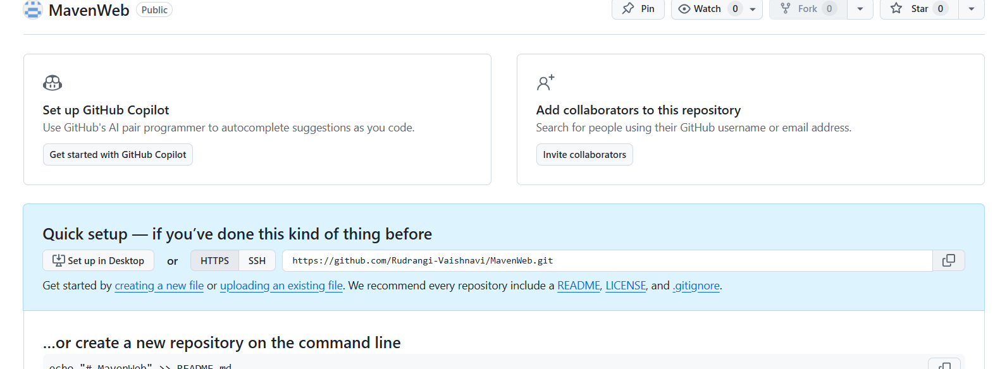 MavenWeb Public Pin Watch 0 Fork 0 Star 0
Set up GitHub Copilot
Use GitHub's AI pair programmer to autocomplete suggestions as you code.
Get started with GitHub Copilot
Add collaborators to this repository
Search for people using their GitHub username or email address.
Invite collaborators
Quick setup — if you’ve done this kind of thing before
Set up in Desktop or HTTPS SSH https://github.com/Rudrangi-Vaishnavi/MavenWeb.git
Get started by creating a new file or uploading an existing file. We recommend every repository include a README, LICENSE, and .gitignore.
…or create a new repository on the command line
echo "# MavenWeb" >> README.md